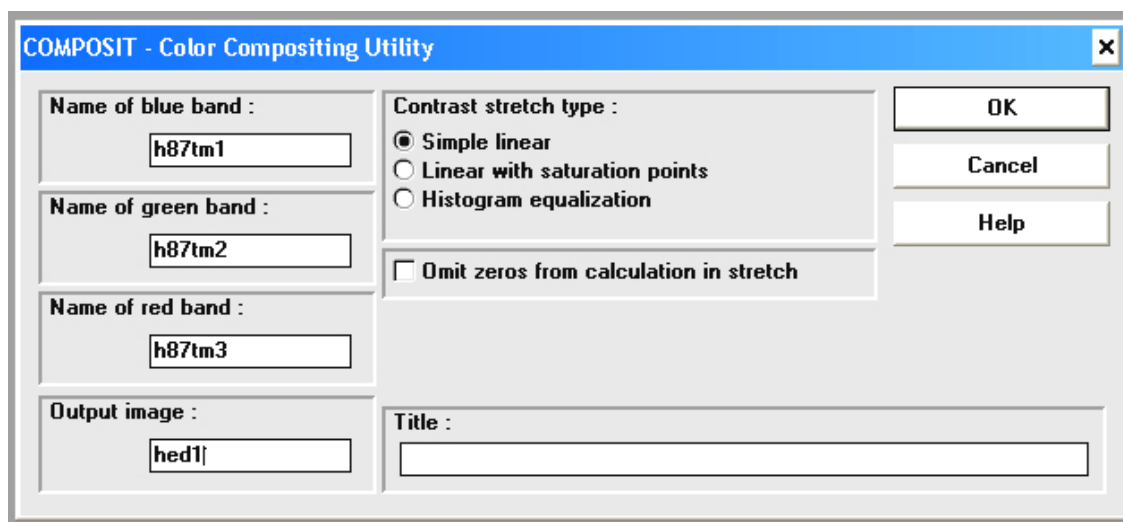 COMPOSIT - Color Compositing Utility
Name of blue band :
h87tm1
Name of green band :
h87tm2
Name of red band :
h87tm3
Output image :
hed1
Contrast stretch type :
Simple linear
Linear with saturation points
Histogram equalization
Omit zeros from calculation in stretch
Title :
OK
Cancel
Help